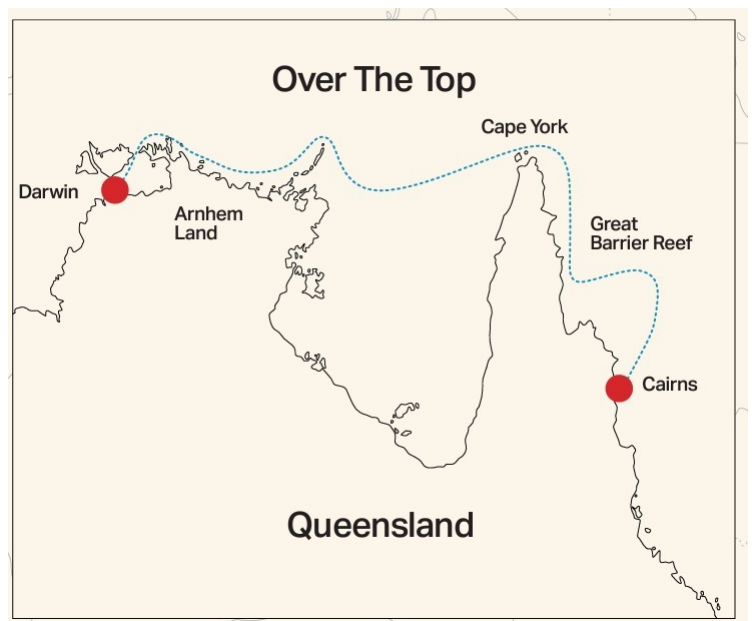 Over The Top
Cape York
Darwin
Arnhem
Land
Great
Barrier Reef
Cairns
Queensland